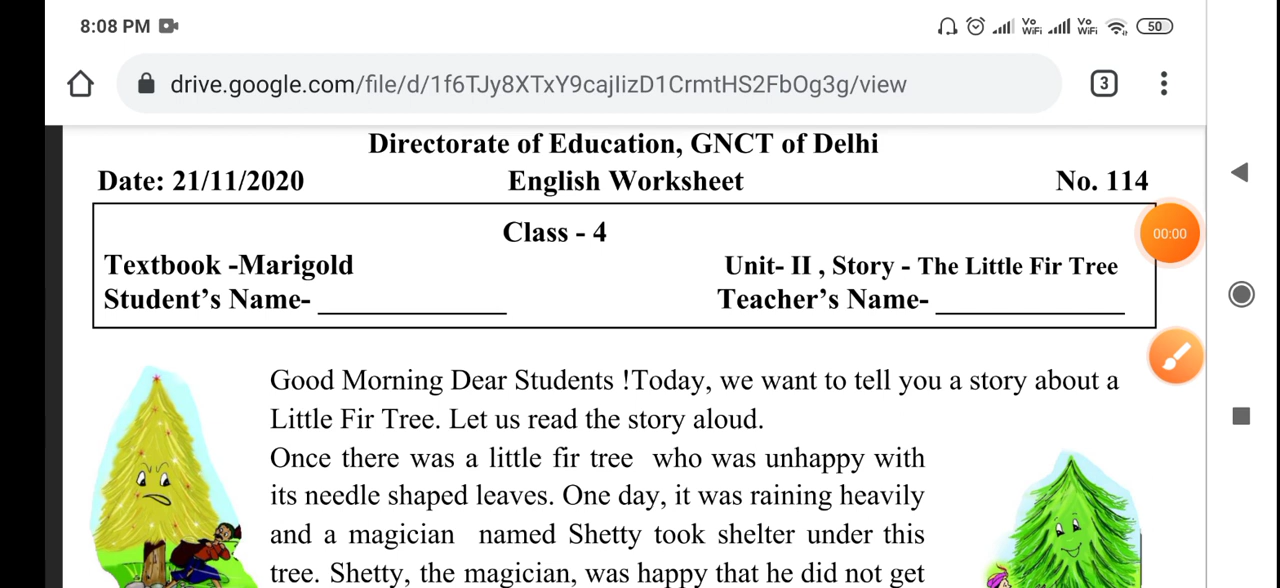 8:08 PM
Vo WiFi Vo WiFi 50
drive.google.com/file/d/1f6TJy8XTxY9cajIizD1CrmtHS2FbOg3g/view 3
Directorate of Education, GNCT of Delhi
Date: 21/11/2020 English Worksheet No. 114
Class - 4
00:00
Textbook -Marigold Unit- II , Story - The Little Fir Tree
Student’s Name- Teacher’s Name-
Good Morning Dear Students !Today, we want to tell you a story about a
Little Fir Tree. Let us read the story aloud.
Once there was a little fir tree who was unhappy with
its needle shaped leaves. One day, it was raining heavily
and a magician named Shetty took shelter under this
tree. Shetty, the magician, was happy that he did not get